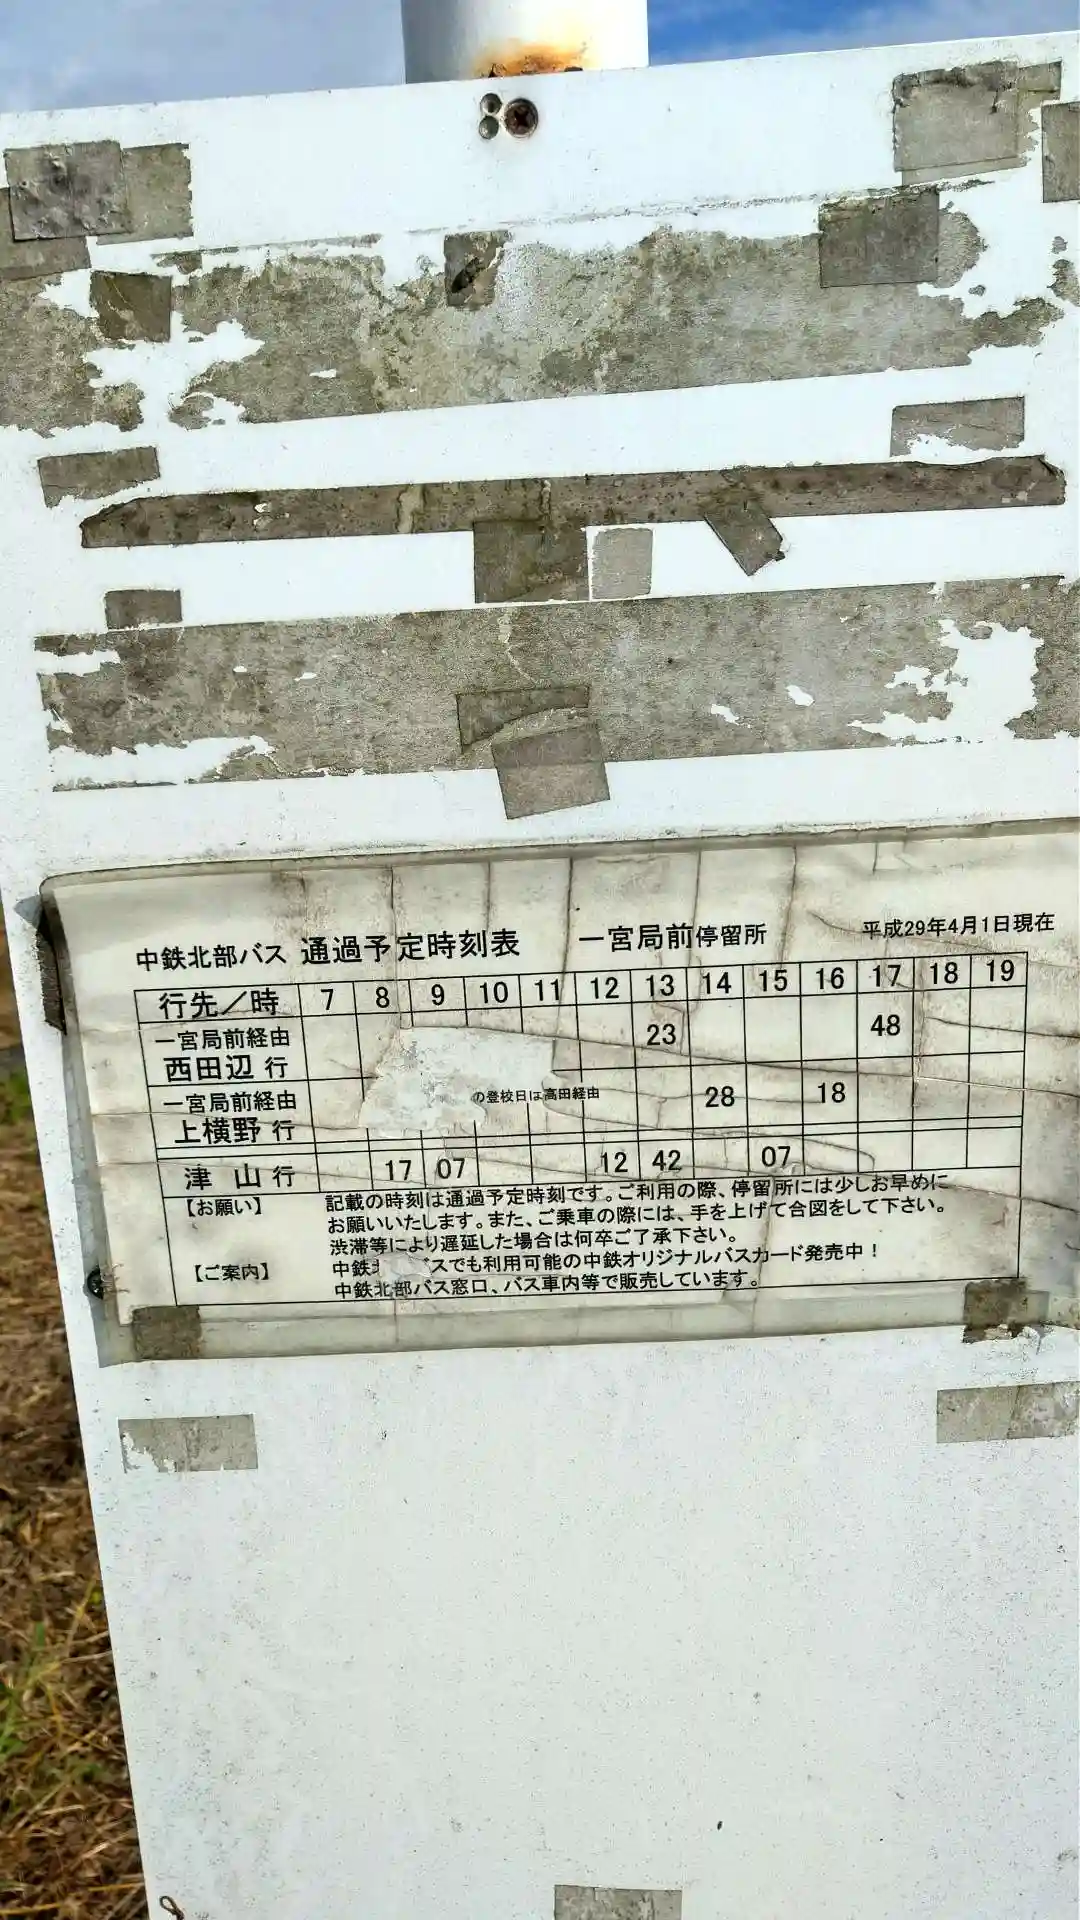 中鉄北部バス 通過予定時刻表 一宮局前停留所 平成29年4月1日現在
行先/時 7 8 9 10 11 12 13 14 15 16 17 18 19
一宮局前経由
西田辺 行 23 48
一宮局前経由 の登校日は高田経由
上横野 行 28 18
津 山 行 17 07 12 42 07
【お願い】 記載の時刻は通過予定時刻です。ご利用の際、停留所には少しお早めに
お願いいたします。また、ご乗車の際には、手を上げて合図をして下さい。
渋滞等により遅延した場合は何卒ご了承下さい。
【ご案内】 中鉄 バスでも利用可能の中鉄オリジナルバスカード発売中!
中鉄北部バス窓口、バス車内等で販売しています。